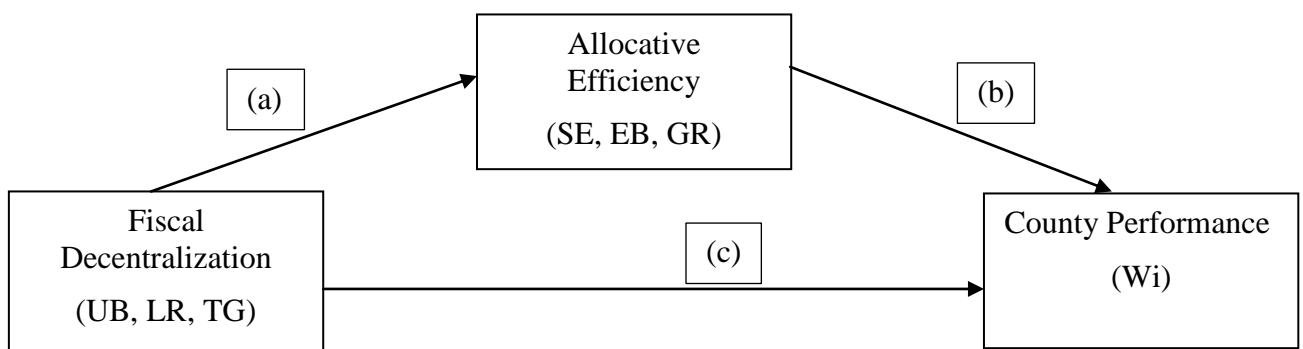 Allocative
Efficiency
(SE, EB, GR)
(a)
(b)
Fiscal
Decentralization
(UB, LR, TG)
(c)
County Performance
(Wi)